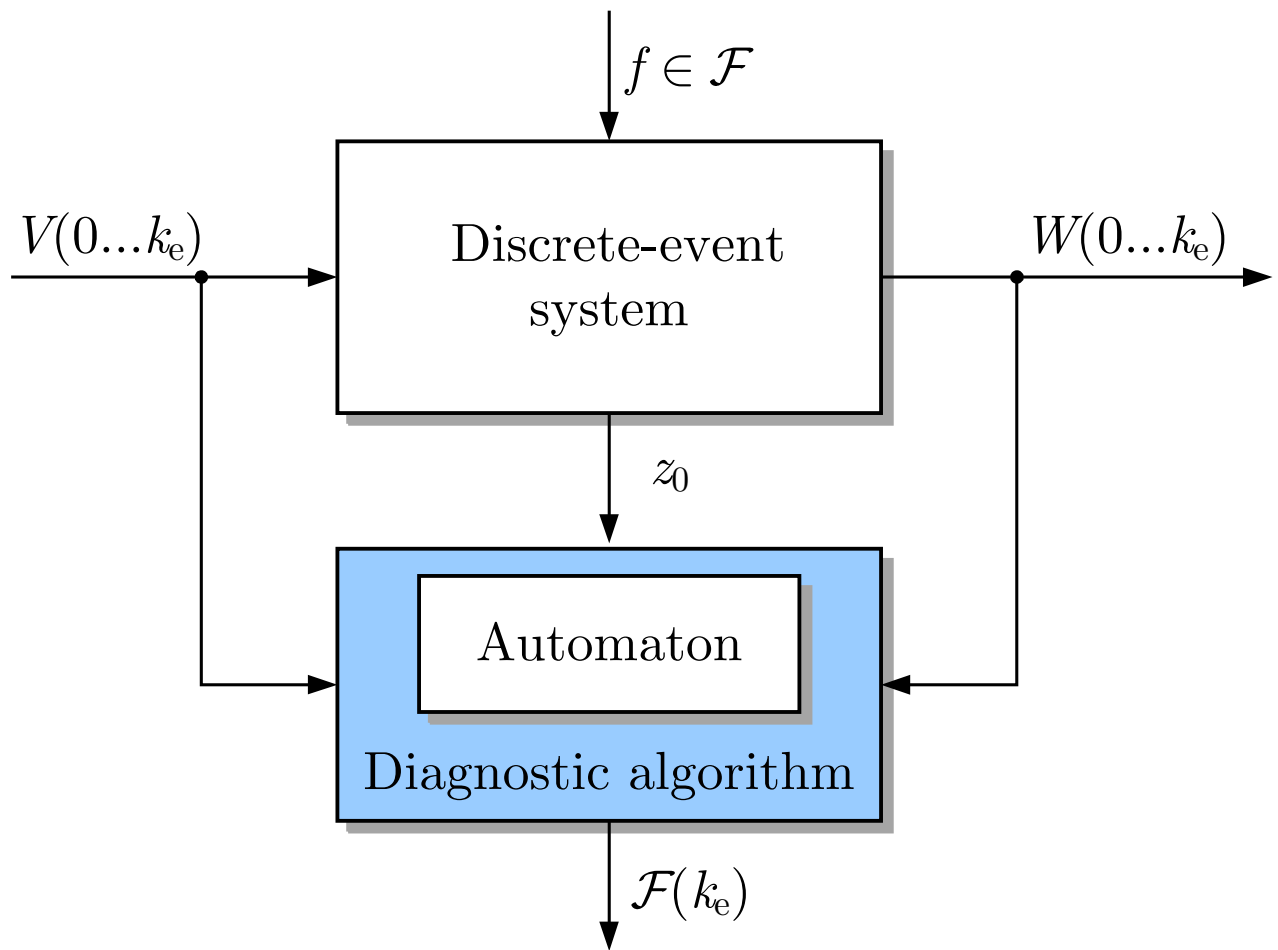 f ∈ ℱ
V(0...kₑ)
Discrete-event
system
W(0...kₑ)
z₀
Automaton
Diagnostic algorithm
ℱ(kₑ)